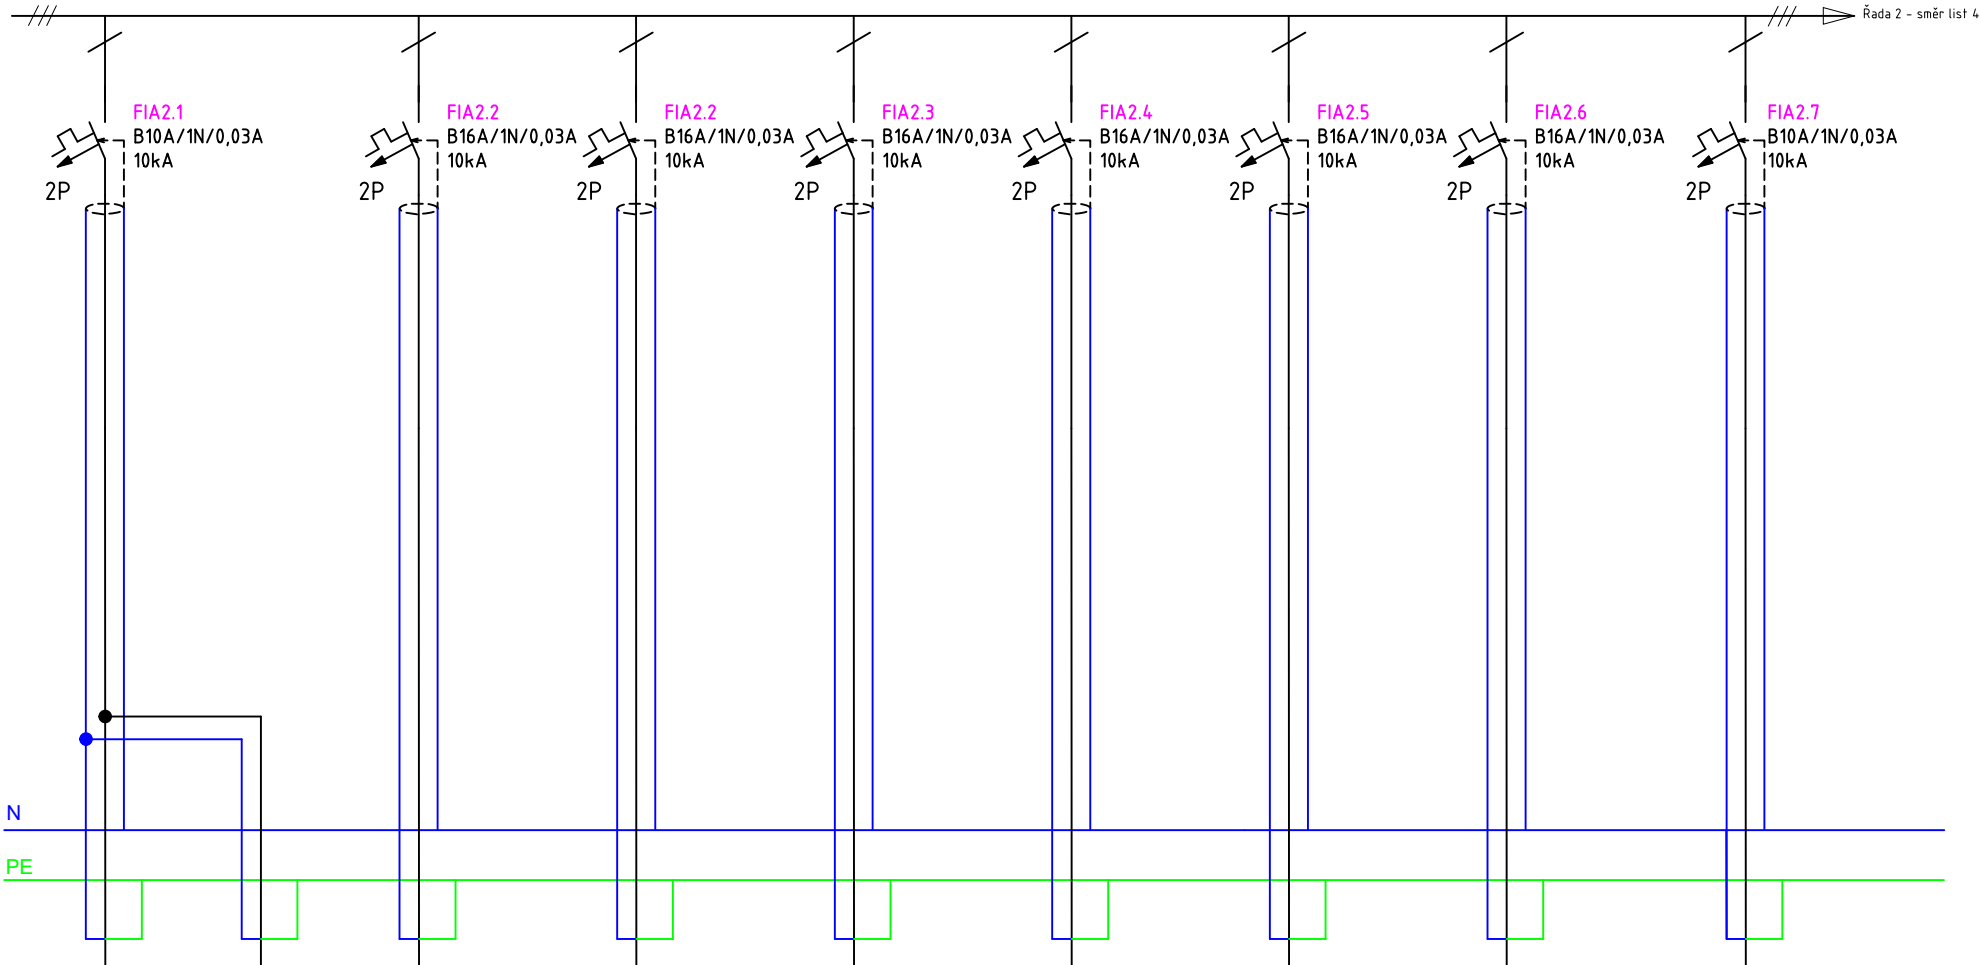 Řada 2 - směr list 4
FIA2.1
B10A/1N/0,03A
10kA
2P
FIA2.2
B16A/1N/0,03A
10kA
2P
FIA2.2
B16A/1N/0,03A
10kA
2P
FIA2.3
B16A/1N/0,03A
10kA
2P
FIA2.4
B16A/1N/0,03A
10kA
2P
FIA2.5
B16A/1N/0,03A
10kA
2P
FIA2.6
B16A/1N/0,03A
10kA
2P
FIA2.7
B10A/1N/0,03A
10kA
2P
N
PE